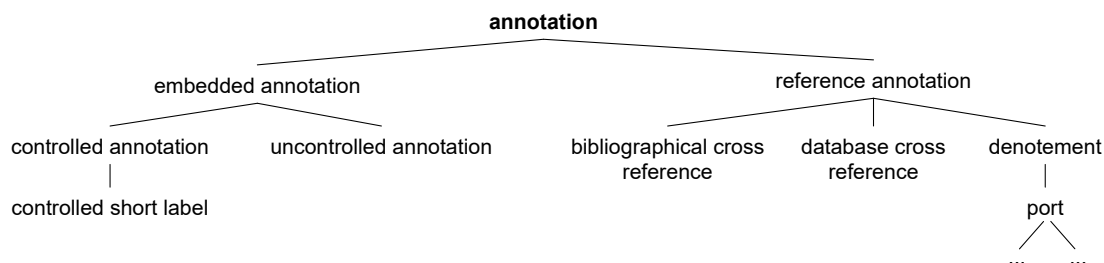 annotation
embedded annotation
reference annotation
controlled annotation
uncontrolled annotation
bibliographical cross
reference
database cross
reference
denotement
controlled short label
port
... ...